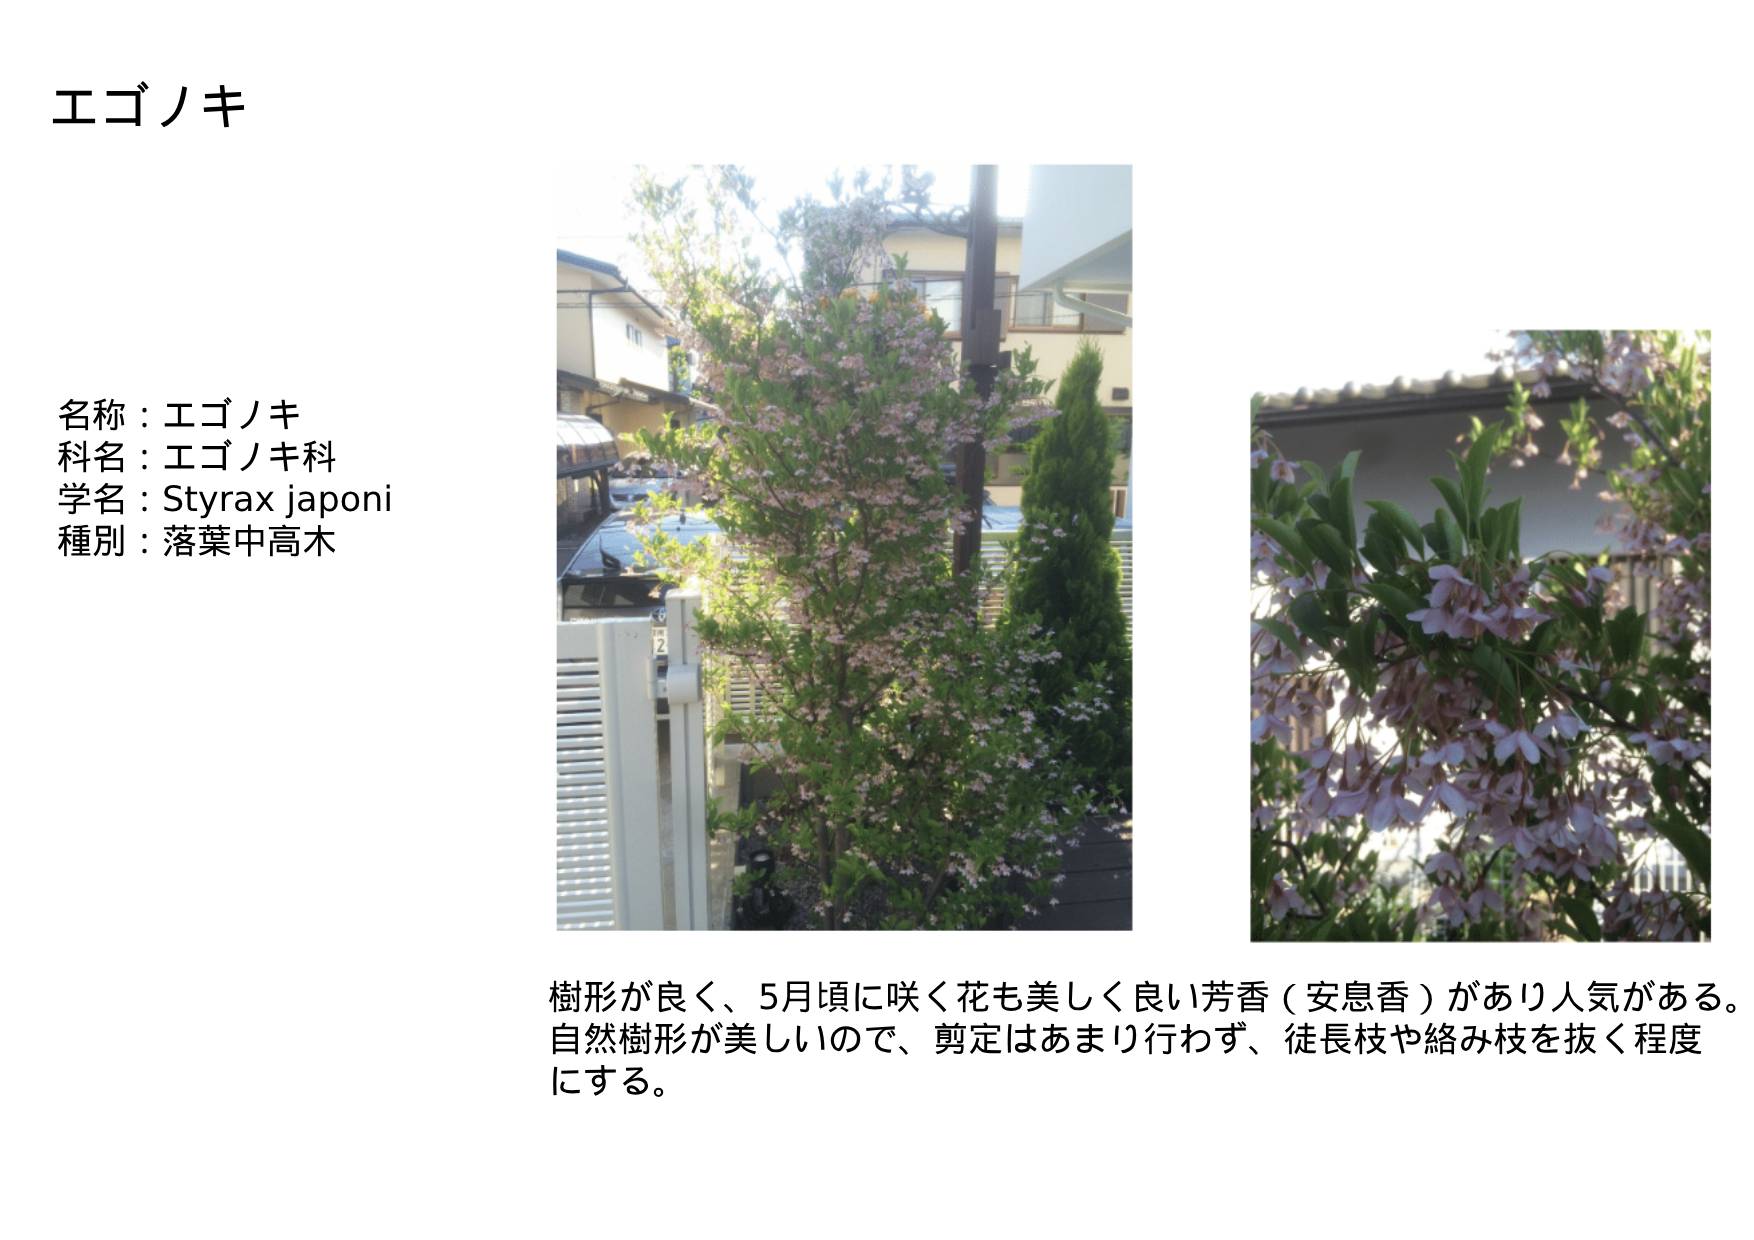 エゴノキ
名称：エゴノキ
科名：エゴノキ科
学名：Styrax japoni
種別：落葉中高木
樹形が良く、5月頃に咲く花も美しく良い芳香（安息香）があり人気がある。
自然樹形が美しいので、剪定はあまり行わず、徒長枝や絡み枝を抜く程度
にする。